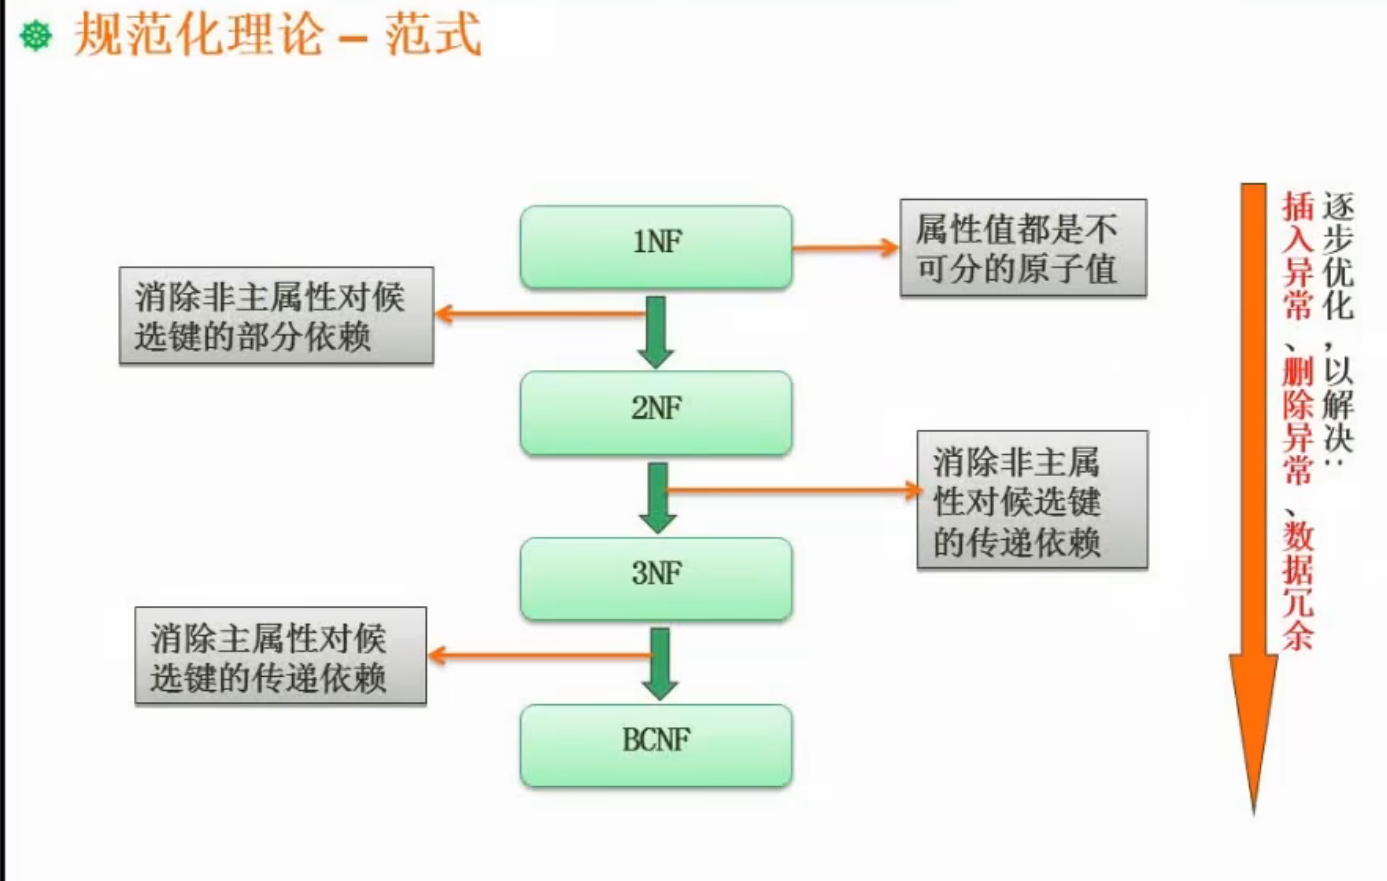 规范化理论 – 范式
1NF
属性值都是不
可分的原子值
消除非主属性对候
选键的部分依赖
2NF
消除非主属
性对候选键
的传递依赖
3NF
消除主属性对候
选键的传递依赖
BCNF
逐步优化，以解决：
插入异常、删除异常、数据冗余